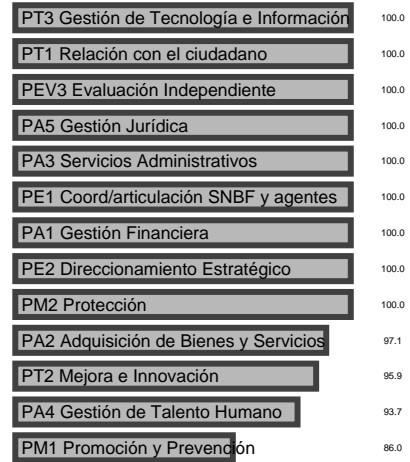 PT3 Gestión de Tecnología e Información 100.0
PT1 Relación con el ciudadano 100.0
PEV3 Evaluación Independiente 100.0
PA5 Gestión Jurídica 100.0
PA3 Servicios Administrativos 100.0
PE1 Coord/articulación SNBF y agentes 100.0
PA1 Gestión Financiera 100.0
PE2 Direccionamiento Estratégico 100.0
PM2 Protección 100.0
PA2 Adquisición de Bienes y Servicios 97.1
PT2 Mejora e Innovación 95.9
PA4 Gestión de Talento Humano 93.7
PM1 Promoción y Prevención 86.0